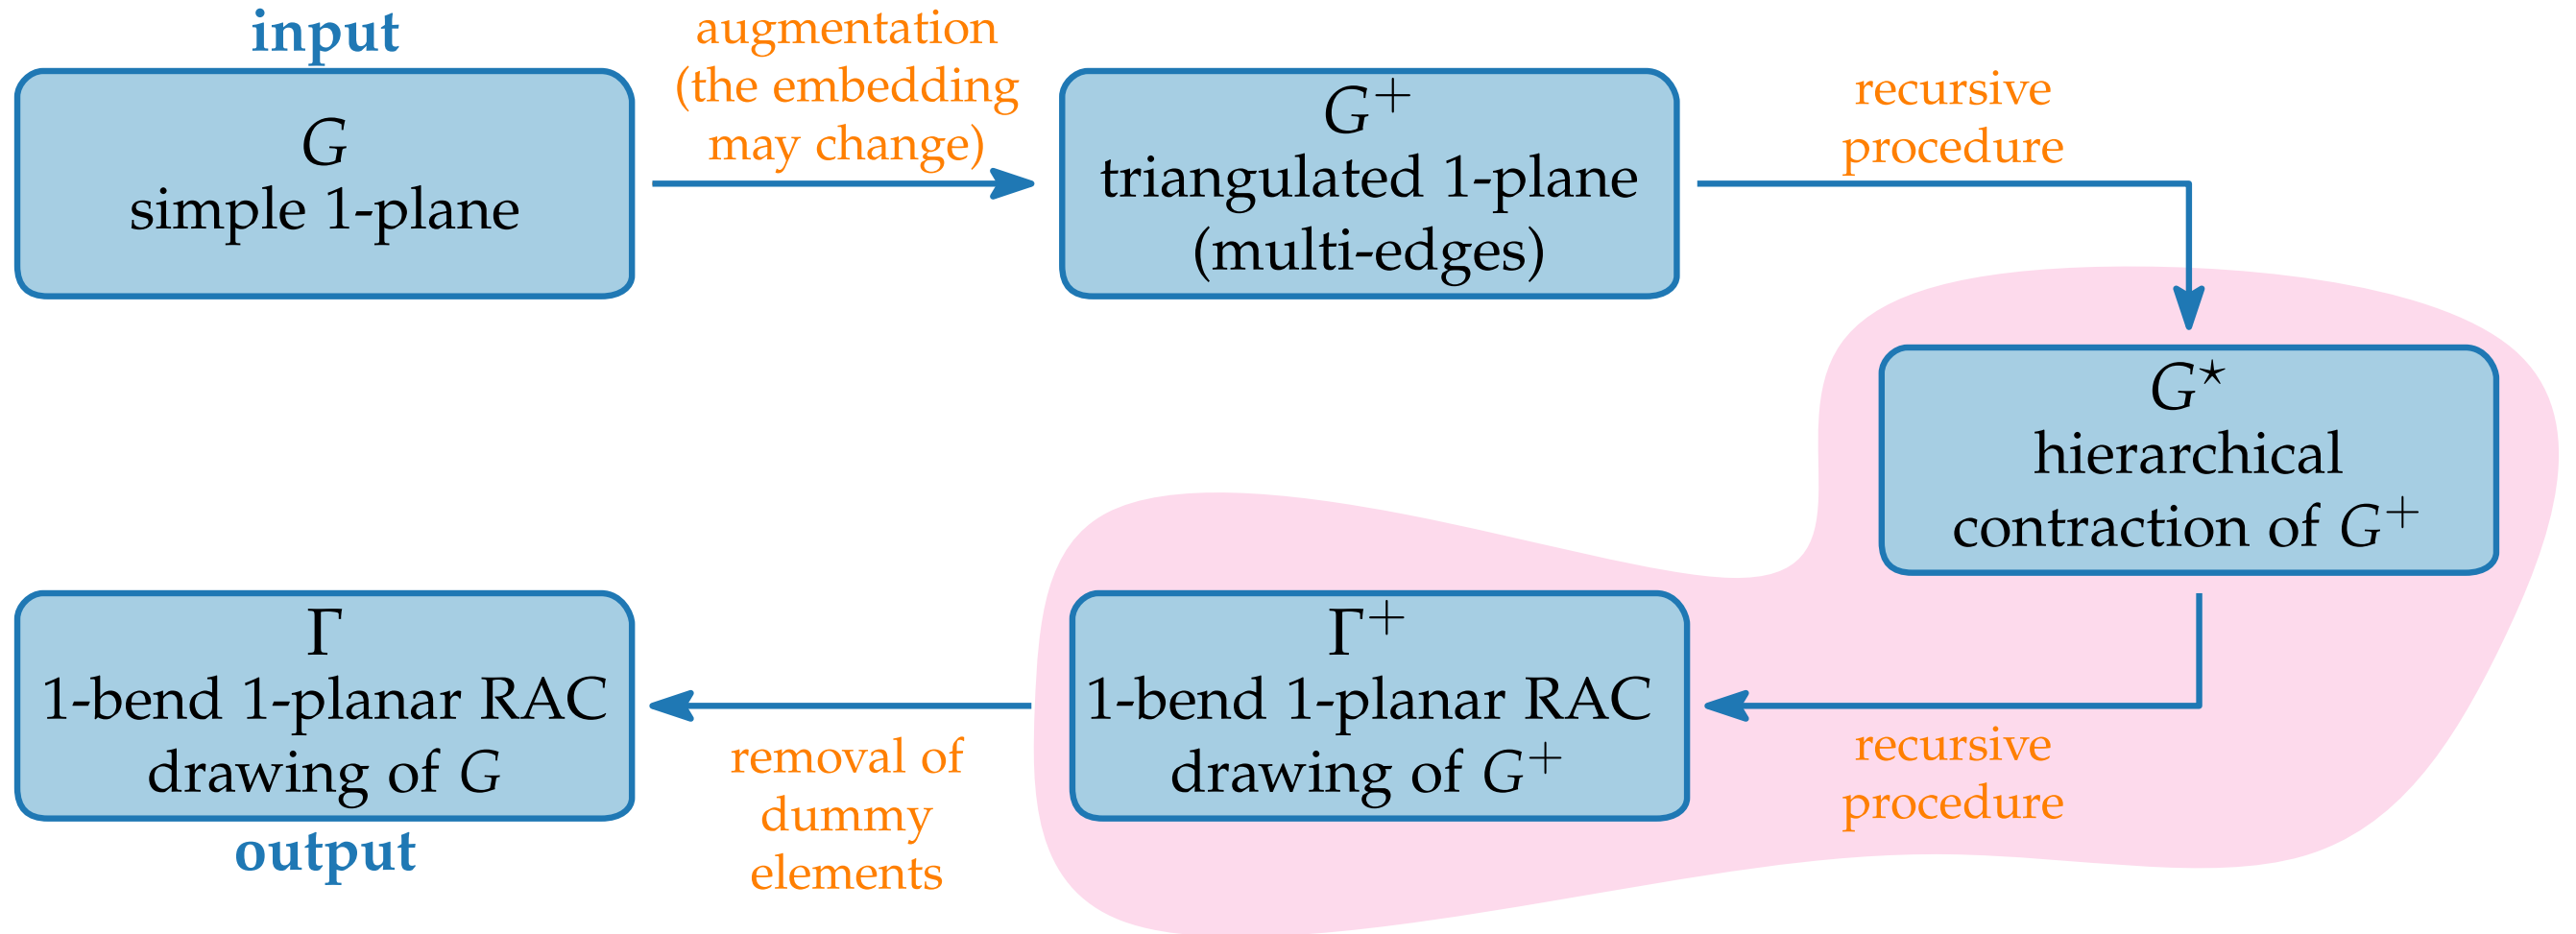 input
G
simple 1-plane
augmentation
(the embedding
may change)
G⁺
triangulated 1-plane
(multi-edges)
recursive
procedure
G⋆
hierarchical
contraction of G⁺
recursive
procedure
Γ⁺
1-bend 1-planar RAC
drawing of G⁺
removal of
dummy
elements
Γ
1-bend 1-planar RAC
drawing of G
output